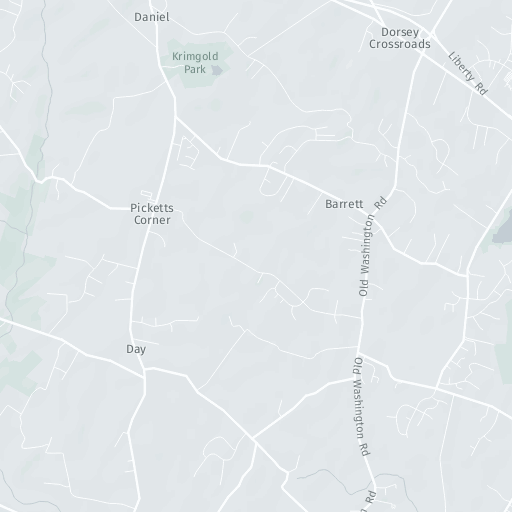 Daniel
Dorsey
Crossroads
Krimgold
Park
Liberty Rd
Picketts
Corner
Barrett
Old Washington Rd
Day
Old Washington Rd
Rd